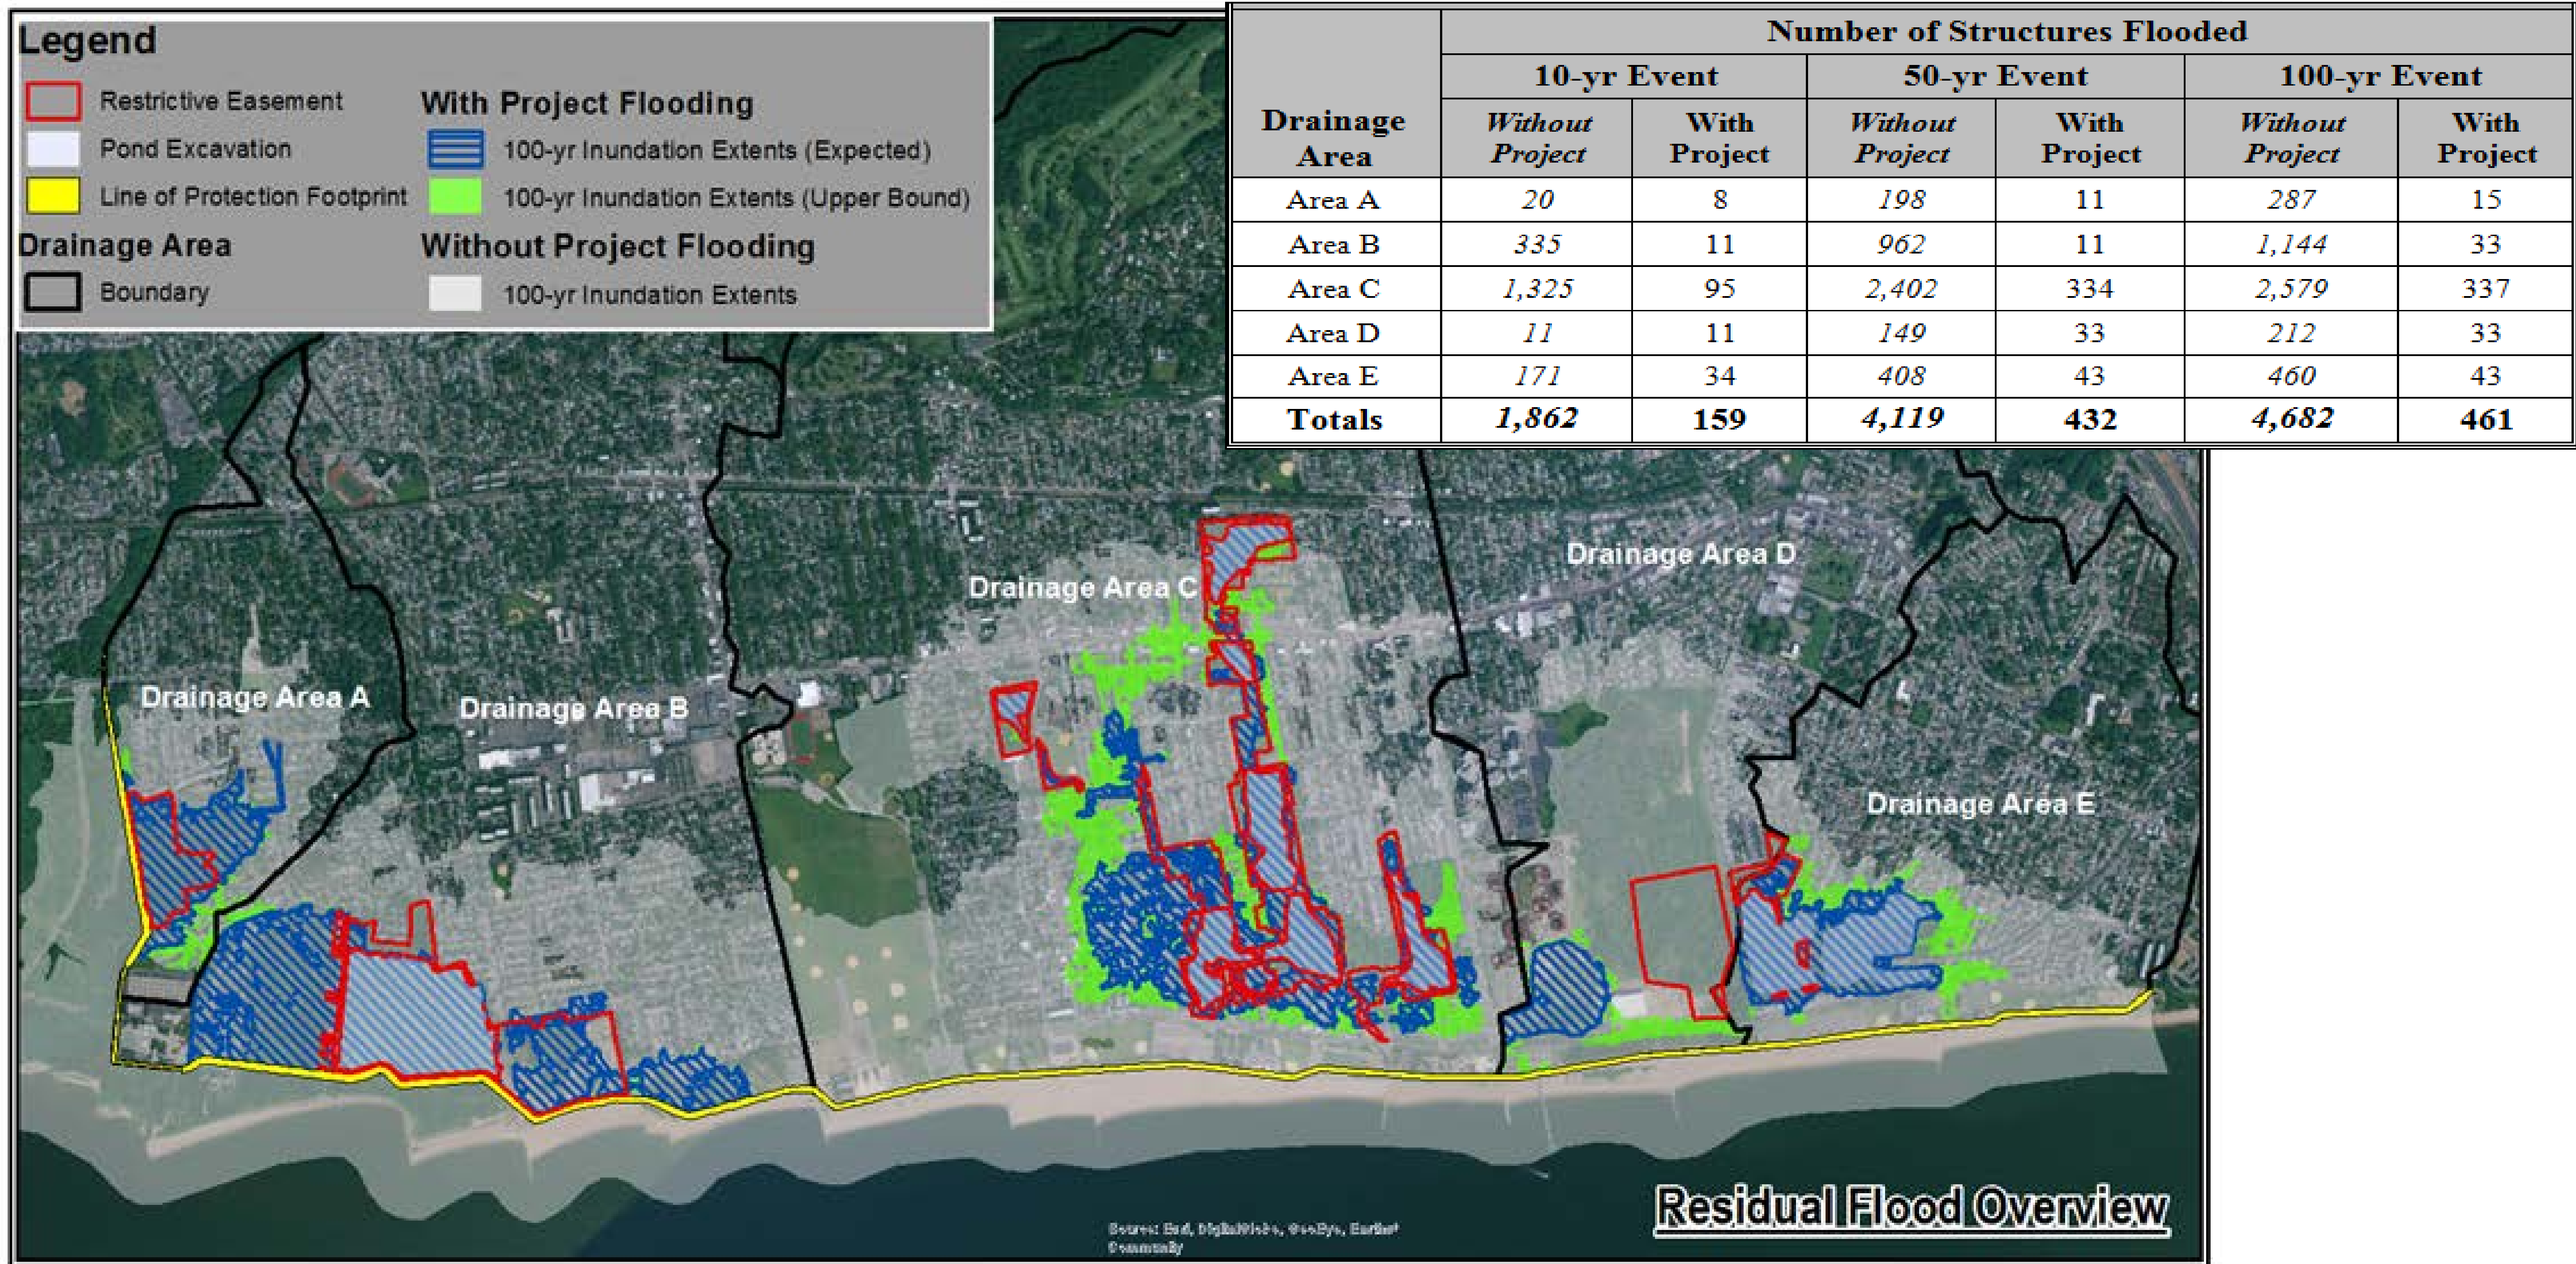 Legend
Restrictive Easement
Pond Excavation
Line of Protection Footprint
Drainage Area
Boundary
With Project Flooding
100-yr Inundation Extents (Expected)
100-yr Inundation Extents (Upper Bound)
Without Project Flooding
100-yr Inundation Extents
Number of Structures Flooded
Drainage Area 10-yr Event 50-yr Event 100-yr Event
Without Project With Project Without Project With Project Without Project With Project
Area A 20 8 198 11 287 15
Area B 335 11 962 11 1,144 33
Area C 1,325 95 2,402 334 2,579 337
Area D 11 11 149 33 212 33
Area E 171 34 408 43 460 43
Totals 1,862 159 4,119 432 4,682 461
Drainage Area D
Drainage Area C
Drainage Area A
Drainage Area B
Drainage Area E
Residual Flood Overview
Source: Esri, DigitalGlobe, GeoEye, Earthstar
Community